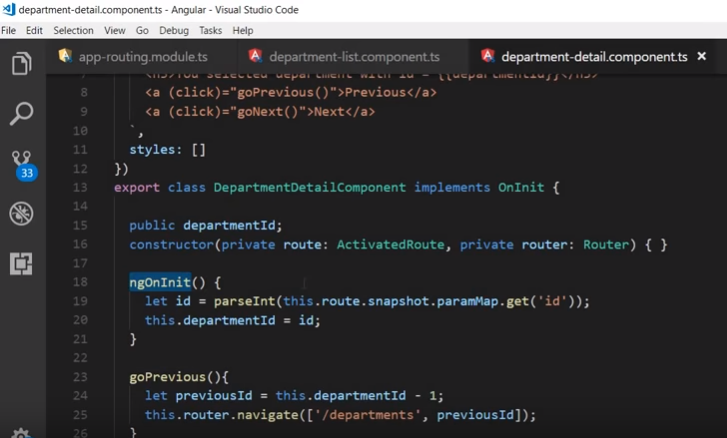 department-detail.component.ts - Angular - Visual Studio Code
File Edit Selection View Go Debug Tasks Help
app-routing.module.ts department-list.component.ts department-detail.component.ts
7 <h3>You selected department with id = {{departmentId}}</h3>
8 <a (click)="goPrevious()">Previous</a>
9 <a (click)="goNext()">Next</a>
10 `,
11 styles: []
12 })
13 export class DepartmentDetailComponent implements OnInit {
14
15 public departmentId;
16 constructor(private route: ActivatedRoute, private router: Router) { }
17
18 ngOnInit() {
19 let id = parseInt(this.route.snapshot.paramMap.get('id'));
20 this.departmentId = id;
21 }
22
23 goPrevious(){
24 let previousId = this.departmentId - 1;
25 this.router.navigate(['/departments', previousId]);
26 }
33